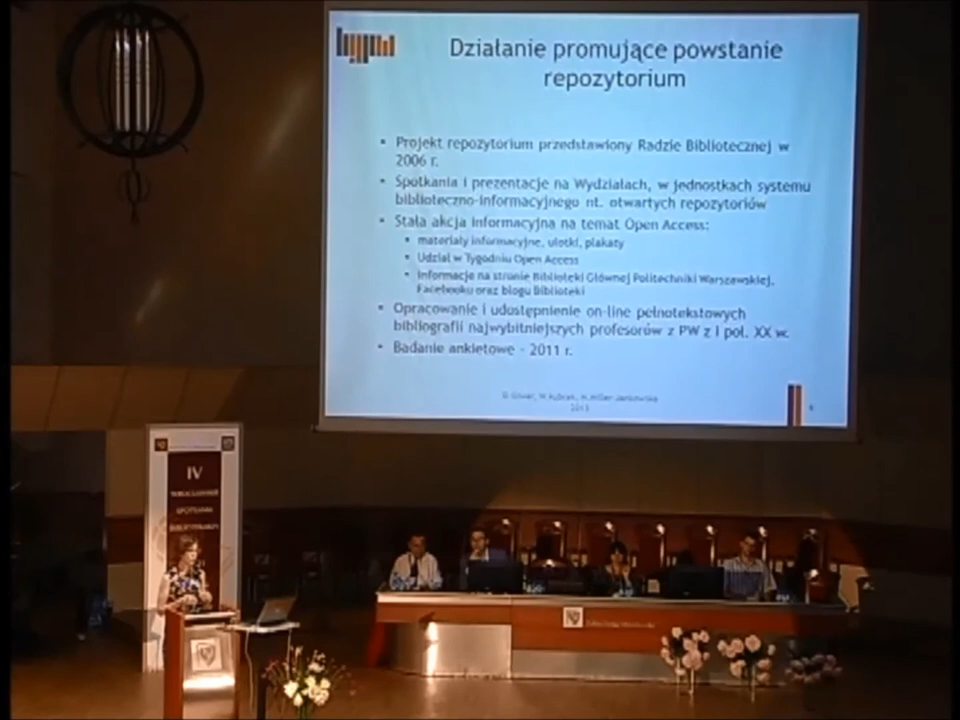 Działanie promujące powstanie
repozytorium
Projekt repozytorium przedstawiony Radzie Bibliotecznej w
2006 r.
Spotkania i prezentacje na Wydziałach, w jednostkach systemu
biblioteczno-informacyjnego nt. otwartych repozytoriów
Stała akcja informacyjna na temat Open Access:
materiały informacyjne, ulotki, plakaty
Udział w Tygodniu Open Access
Informacje na stronie Biblioteki Głównej Politechniki Warszawskiej,
Facebooku oraz blogu Biblioteki
Opracowanie i udostępnienie on-line pełnotekstowych
bibliografii najwybitniejszych profesorów z PW z I poł. XX w.
Badanie ankietowe - 2011 r.
IV